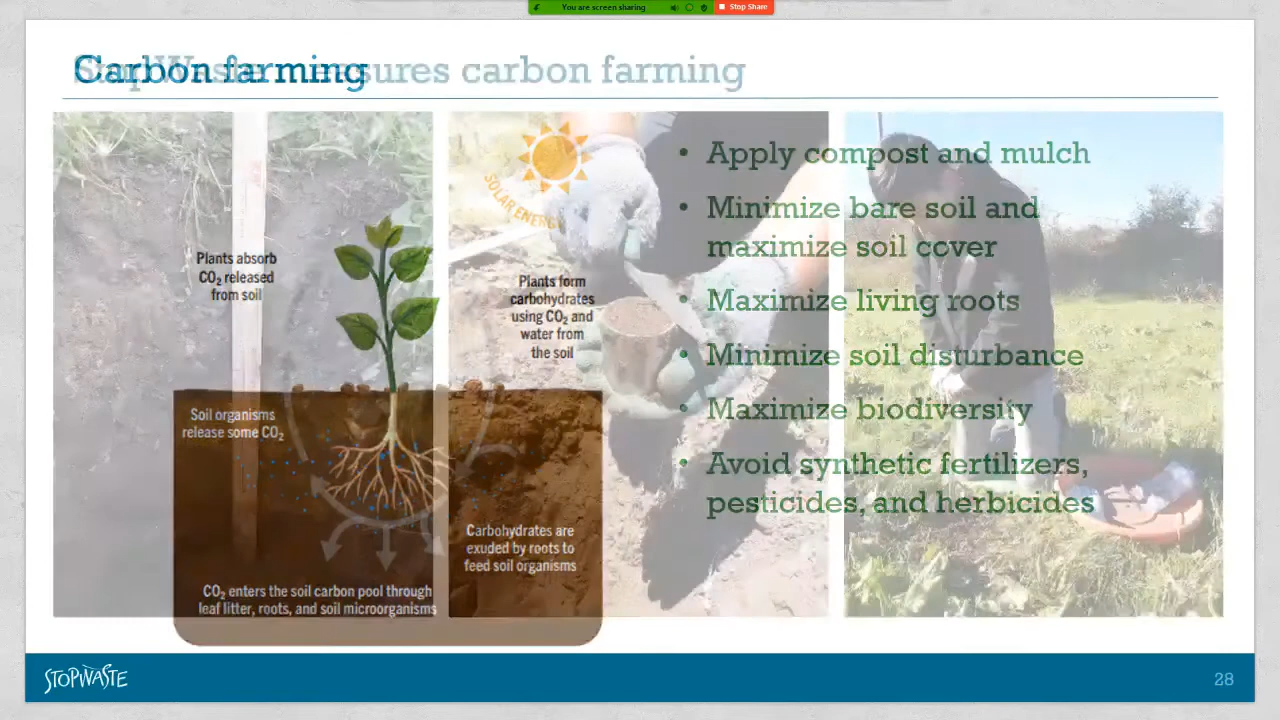 You are screen sharing
Stop Share
Carbon farming
measures carbon farming
SOLAR ENERGY
Plants absorb
CO₂ released
from soil
Plants form
carbohydrates
using CO₂ and
water from
the soil
Soil organisms
release some CO₂
Carbohydrates are
exuded by roots to
feed soil organisms
CO₂ enters the soil carbon pool through
leaf litter, roots, and soil microorganisms
• Apply compost and mulch
• Minimize bare soil and
maximize soil cover
• Maximize living roots
• Minimize soil disturbance
• Maximize biodiversity
• Avoid synthetic fertilizers,
pesticides, and herbicides
STOPWASTE
28